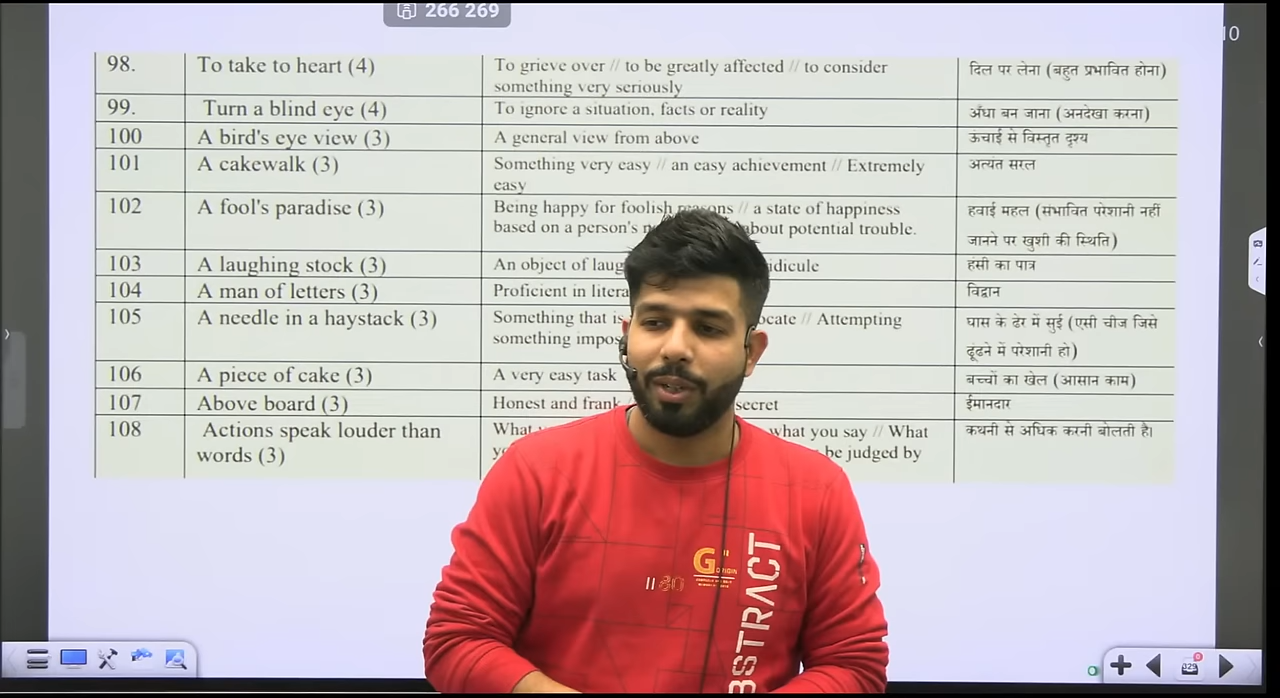 266 269
10
98. To take to heart (4) To grieve over // to be greatly affected // to consider
something very seriously
दिल पर लेना (बहुत प्रभावित होना)
99. Turn a blind eye (4) To ignore a situation, facts or reality अँधा बन जाना (अनदेखा करना)
100 A bird's eye view (3) A general view from above ऊंचाई से विस्तृत दृश्य
101 A cakewalk (3) Something very easy // an easy achievement // Extremely
easy
अत्यंत सरल
102 A fool's paradise (3) Being happy for foolish reasons // a state of happiness
based on a person's about potential trouble.
हवाई महल (संभावित परेशानी नहीं
जानने पर खुशी की स्थिति)
103 A laughing stock (3) An object of हंसी का पात्र
104 A man of letters (3) Proficient in विद्वान
105 A needle in a haystack (3) Something that is // Attempting
something
घास के ढेर में सुई (एसी चीज जिसे
ढूंढने में परेशानी हो)
106 A piece of cake (3) A very easy task बच्चों का खेल (आसान काम)
107 Above board (3) Honest and frank secret ईमानदार
108 Actions speak louder than
words (3)
what you say // What
be judged by
कथनी से अधिक करनी बोलती है।
G
ORIGIN